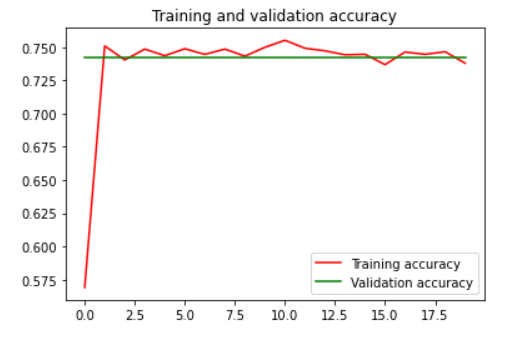 Training and validation accuracy
0.750
0.725
0.700
0.675
0.650
0.625
0.600
0.575
Training accuracy
Validation accuracy
0.0 2.5 5.0 7.5 10.0 12.5 15.0 17.5